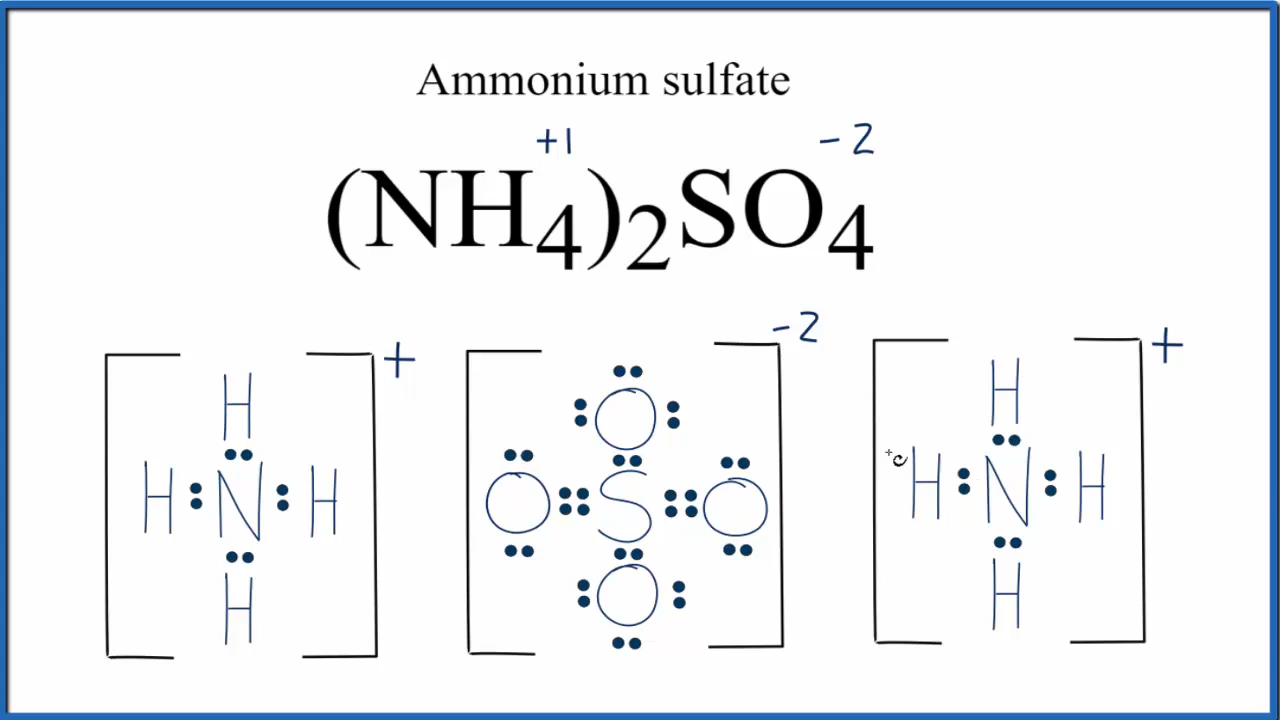 Ammonium sulfate
+1 -2
(NH4)2SO4
-2
+ +
H H
O
H N H O S O H N H
H O H